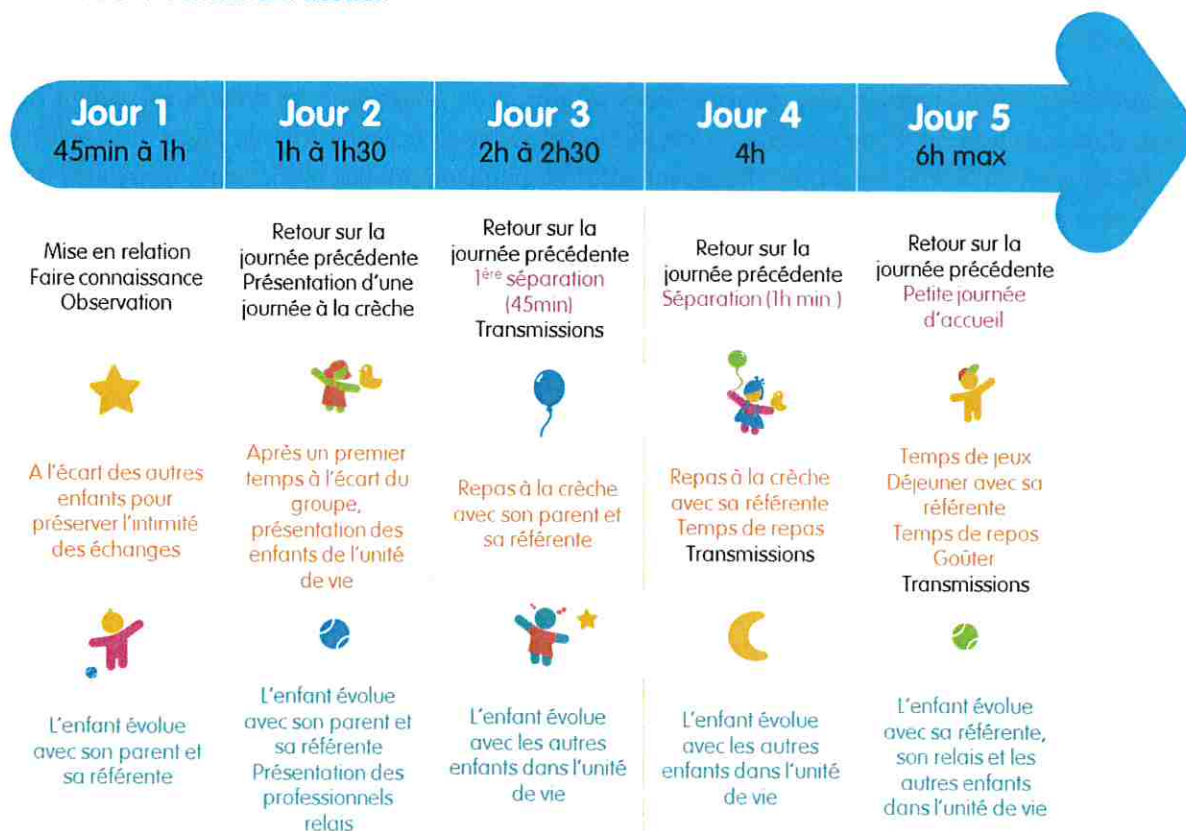 Jour 1
45min à 1h
Jour 2
1h à 1h30
Jour 3
2h à 2h30
Jour 4
4h
Jour 5
6h max
Mise en relation
Faire connaissance
Observation
Retour sur la
journée précédente
Présentation d'une
journée à la crèche
Retour sur la
journée précédente
1ère séparation
(45min)
Transmissions
Retour sur la
journée précédente
Séparation (1h min )
Retour sur la
journée précédente
Petite journée
d'accueil
A l'écart des autres
enfants pour
préserver l'intimité
des échanges
Après un premier
temps à l'écart du
groupe,
présentation des
enfants de l'unité
de vie
Repas à la crèche
avec son parent et
sa référente
Repas à la crèche
avec sa référente
Temps de repas
Transmissions
Temps de jeux
Déjeuner avec sa
référente
Temps de repos
Goûter
Transmissions
L'enfant évolue
avec son parent et
sa référente
L'enfant évolue
avec son parent et
sa référente
Présentation des
professionnels
relais
L'enfant évolue
avec les autres
enfants dans l'unité
de vie
L'enfant évolue
avec les autres
enfants dans l'unité
de vie
L'enfant évolue
avec sa référente,
son relais et les
autres enfants
dans l'unité de vie